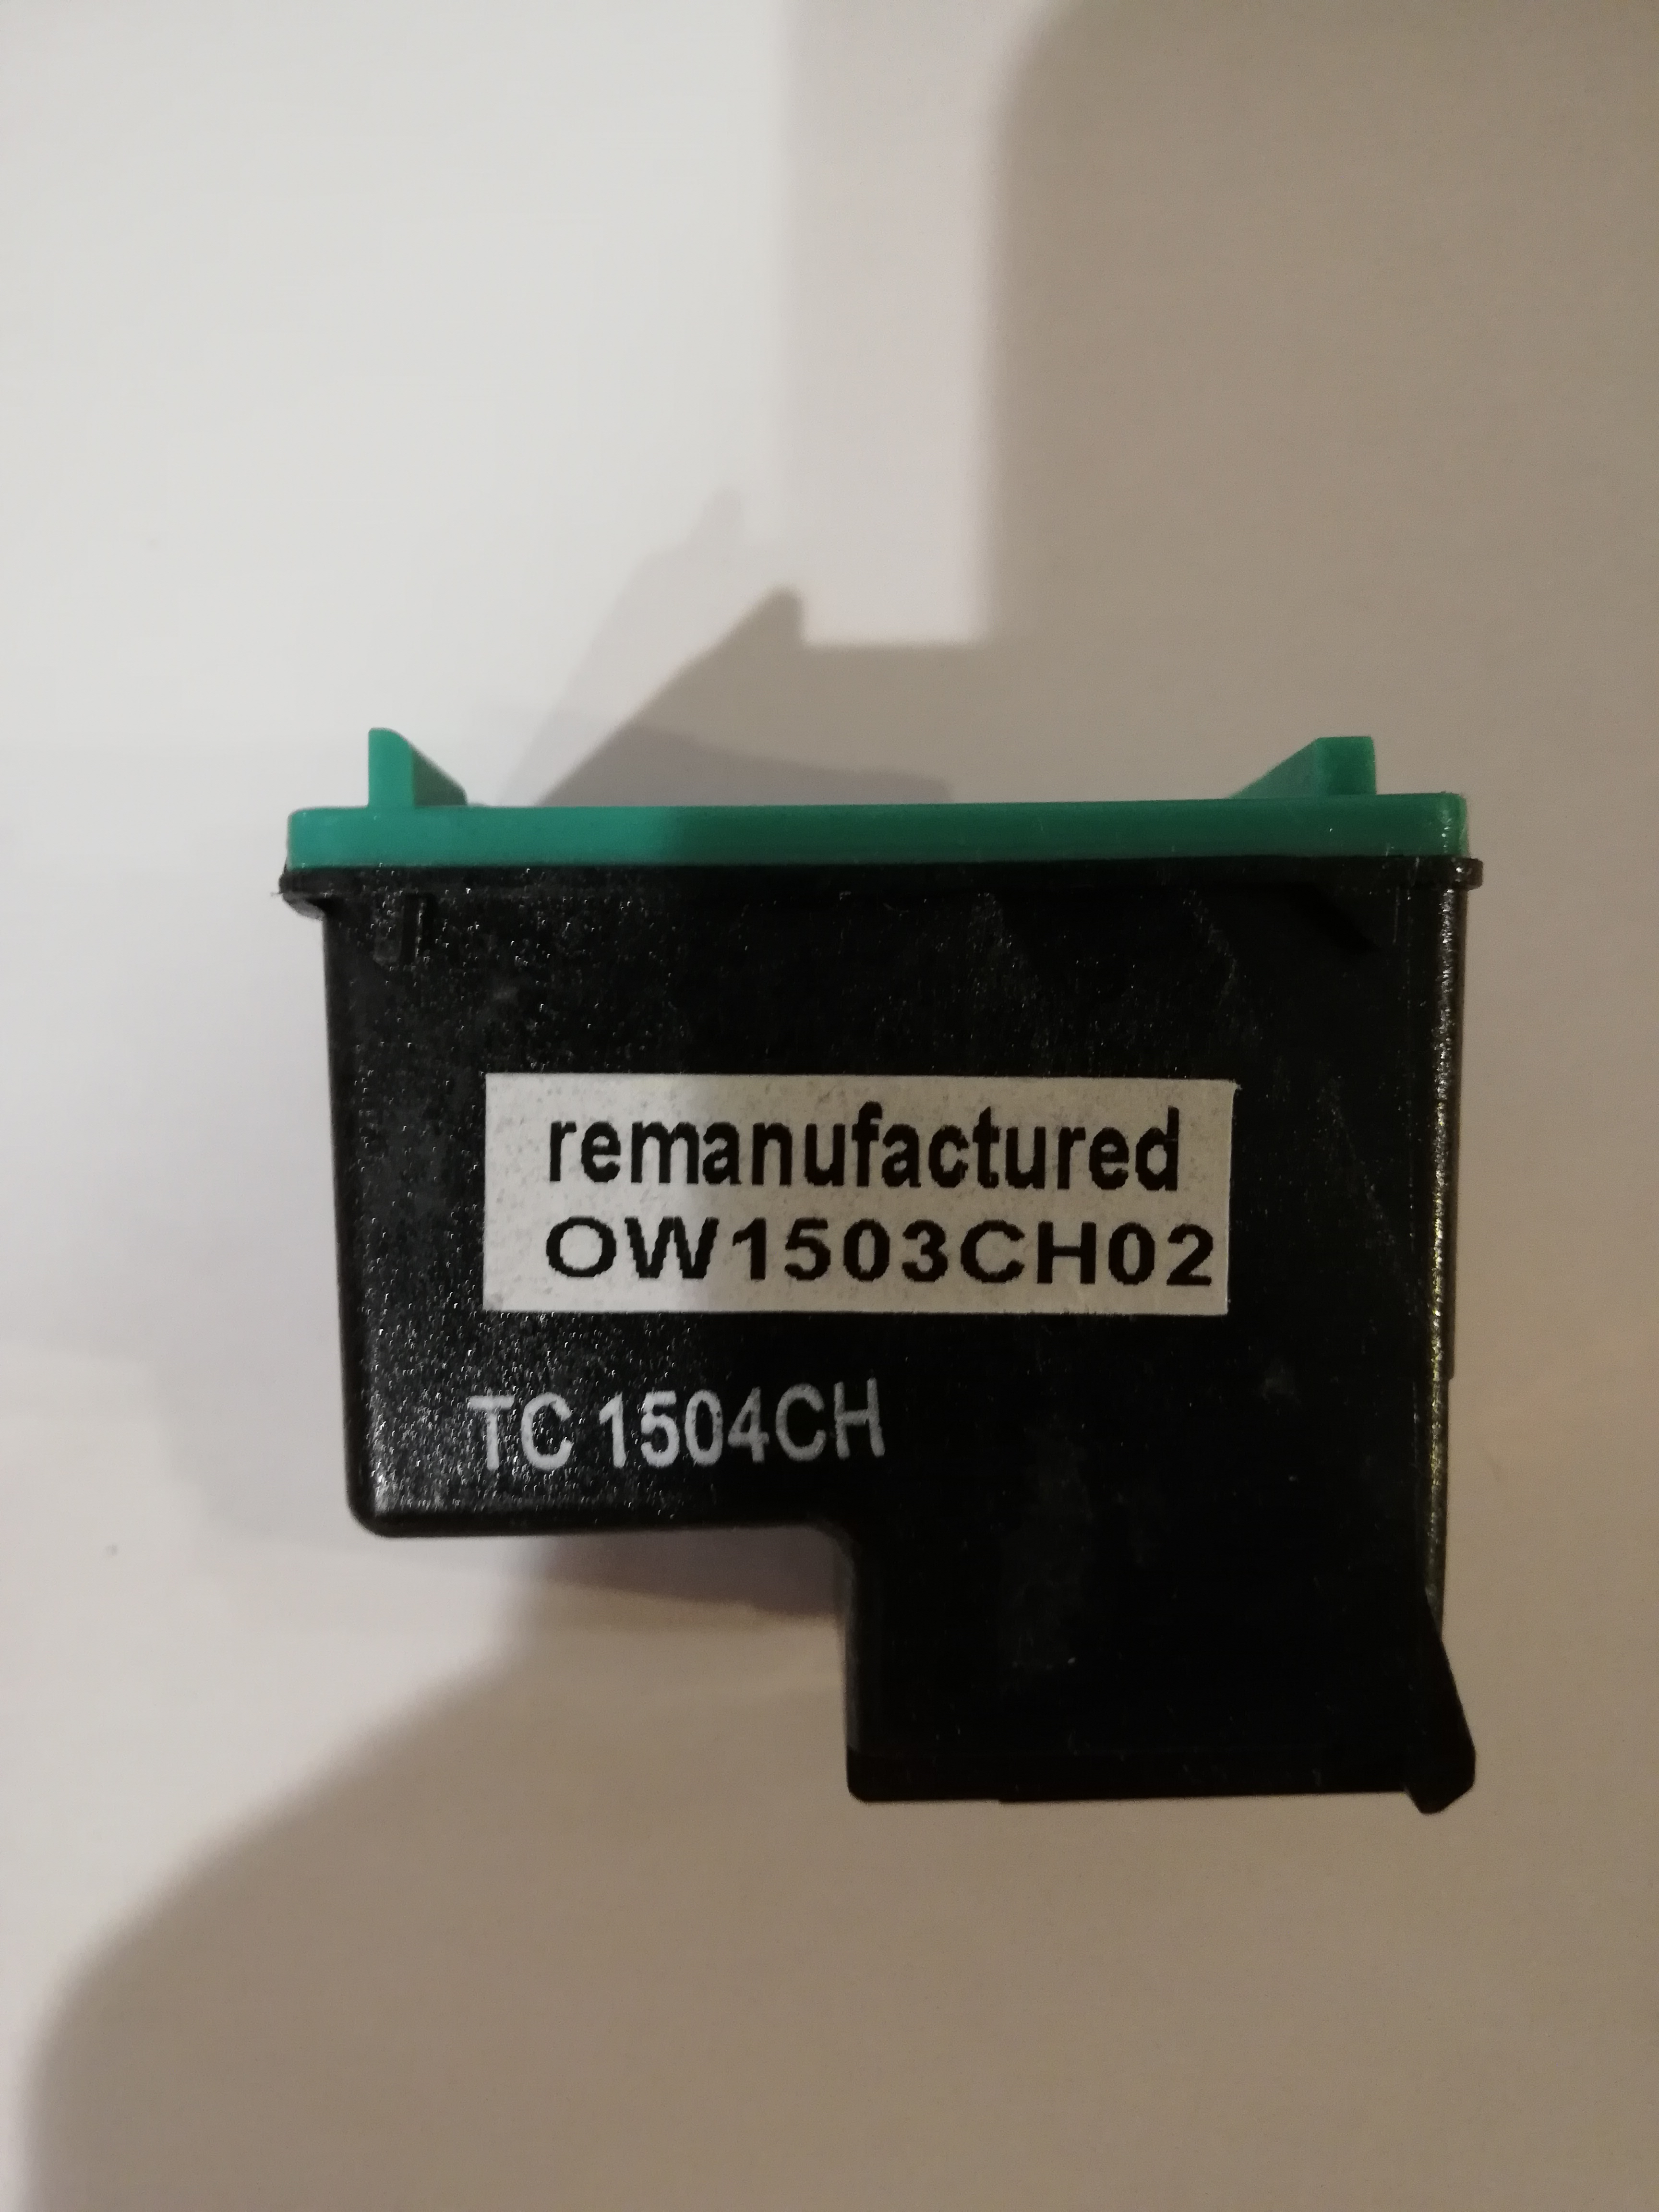 remanufactured
OW1503CH02
TC 1504CH